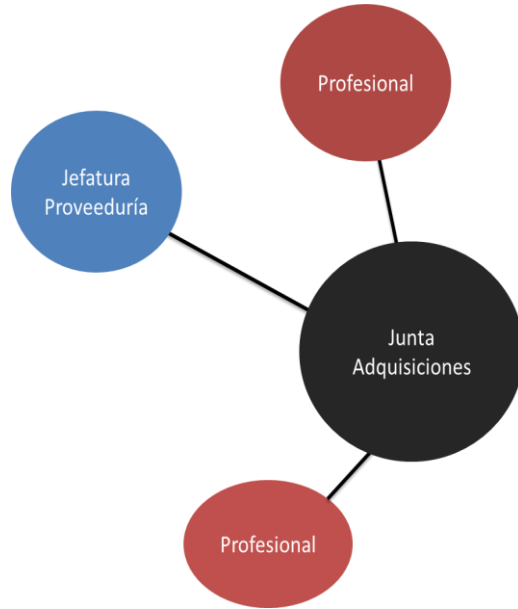 Profesional
Jefatura
Proveeduría
Junta
Adquisiciones
Profesional